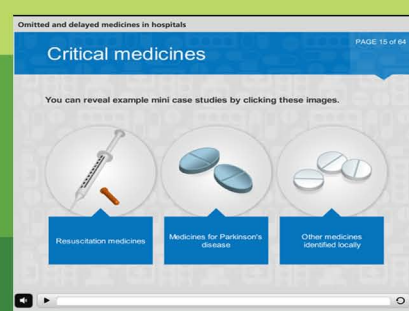 Omitted and delayed medicines in hospitals
PAGE 15 of 64
Critical medicines
You can reveal example mini case studies by clicking these images.
Resuscitation medicines
Medicines for Parkinson's
disease
Other medicines
identified locally